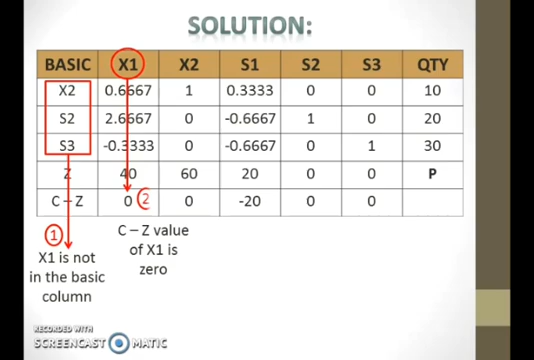 SOLUTION:
BASIC X1 X2 S1 S2 S3 QTY
X2 0.6667 1 0.3333 0 0 10
S2 2.6667 0 -0.6667 1 0 20
S3 -0.3333 0 -0.6667 0 1 30
Z 40 60 20 0 0 P
C – Z 0 0 -20 0 0
2
1
C – Z value
of X1 is
zero
X1 is not
in the basic
column
RECORDED WITH
SCREENCAST MATIC